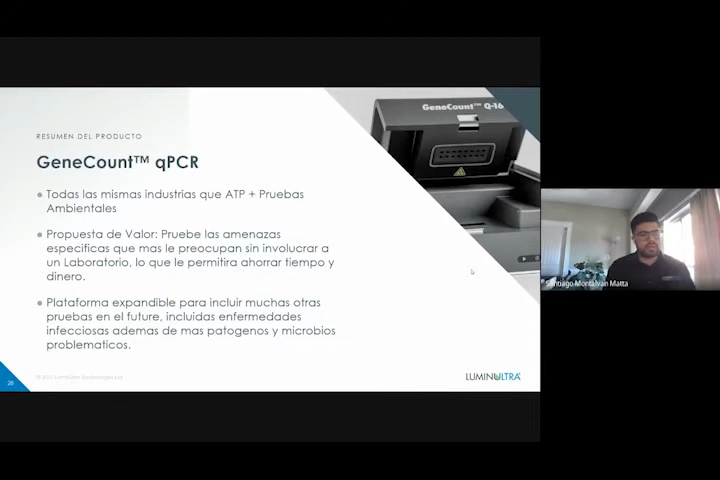 GeneCount™ Q-16
RESUMEN DEL PRODUCTO
GeneCount™ qPCR
Todas las mismas industrias que ATP + Pruebas
Ambientales
Propuesta de Valor: Pruebe las amenazas
especificas que mas le preocupan sin involucrar a
un Laboratorio, lo que le permitira ahorrar tiempo y
dinero.
Plataforma expandible para incluir muchas otras
pruebas en el future, incluidas enfermedades
infecciosas ademas de mas patogenos y microbios
problematicos.
26
LUMINULTRA
Santiago Montalvan Matta